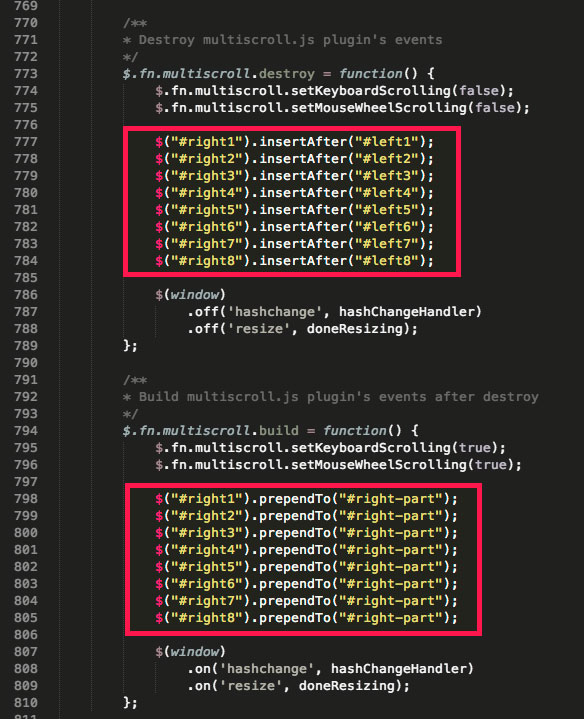 769
770 /**
771 * Destroy multiscroll.js plugin's events
772 */
773 $.fn.multiscroll.destroy = function() {
774 $.fn.multiscroll.setKeyboardScrolling(false);
775 $.fn.multiscroll.setMouseWheelScrolling(false);
776
777 $("#right1").insertAfter("#left1");
778 $("#right2").insertAfter("#left2");
779 $("#right3").insertAfter("#left3");
780 $("#right4").insertAfter("#left4");
781 $("#right5").insertAfter("#left5");
782 $("#right6").insertAfter("#left6");
783 $("#right7").insertAfter("#left7");
784 $("#right8").insertAfter("#left8");
785
786 $(window)
787 .off('hashchange', hashChangeHandler)
788 .off('resize', doneResizing);
789 };
790
791 /**
792 * Build multiscroll.js plugin's events after destroy
793 */
794 $.fn.multiscroll.build = function() {
795 $.fn.multiscroll.setKeyboardScrolling(true);
796 $.fn.multiscroll.setMouseWheelScrolling(true);
797
798 $("#right1").prependTo("#right-part");
799 $("#right2").prependTo("#right-part");
800 $("#right3").prependTo("#right-part");
801 $("#right4").prependTo("#right-part");
802 $("#right5").prependTo("#right-part");
803 $("#right6").prependTo("#right-part");
804 $("#right7").prependTo("#right-part");
805 $("#right8").prependTo("#right-part");
806
807 $(window)
808 .on('hashchange', hashChangeHandler)
809 .on('resize', doneResizing);
810 };